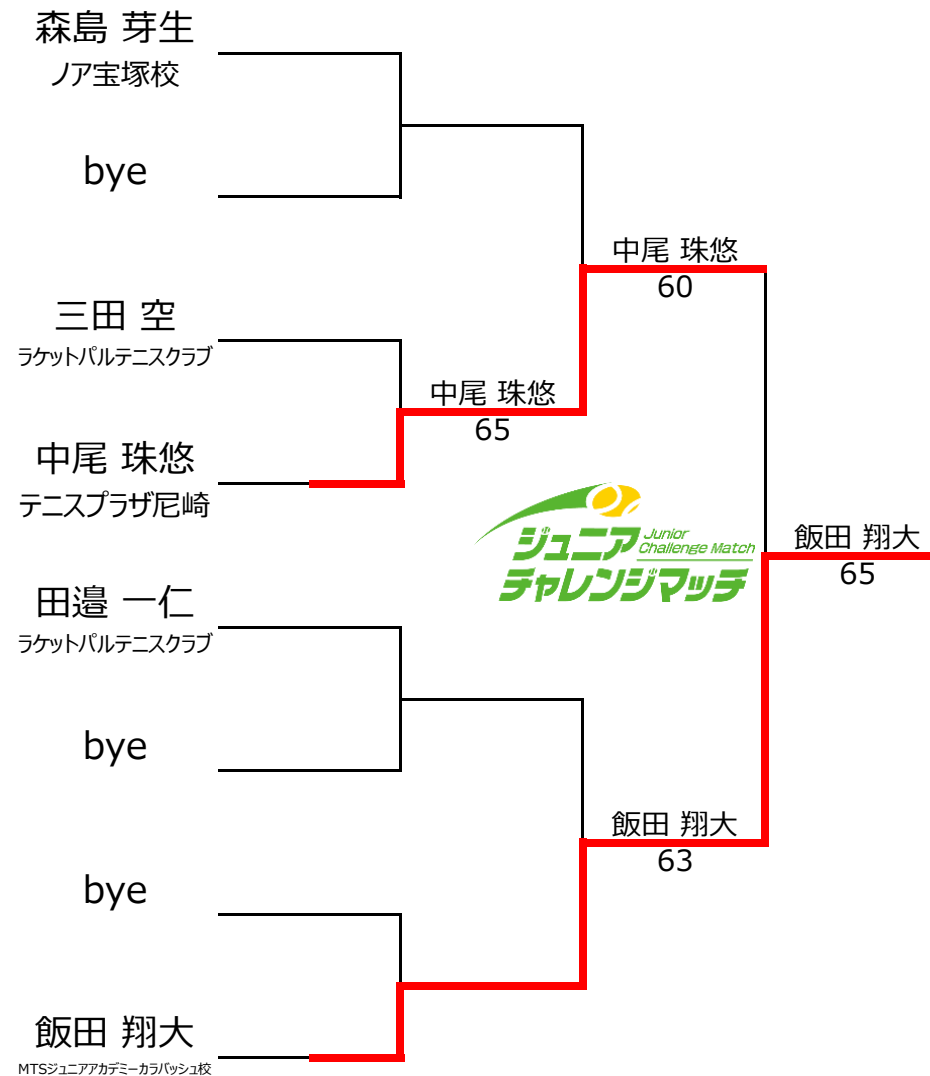 森島 芽生
ノア宝塚校
bye
中尾 珠悠
60
三田 空
ラケットパルテニスクラブ
中尾 珠悠
65
中尾 珠悠
テニスプラザ尼崎
ジュニア
Junior
Challenge Match
チャレンジマッチ
飯田 翔大
65
田邉 一仁
ラケットパルテニスクラブ
bye
飯田 翔大
63
bye
飯田 翔大
MTSジュニアアカデミーカラバッシュ校